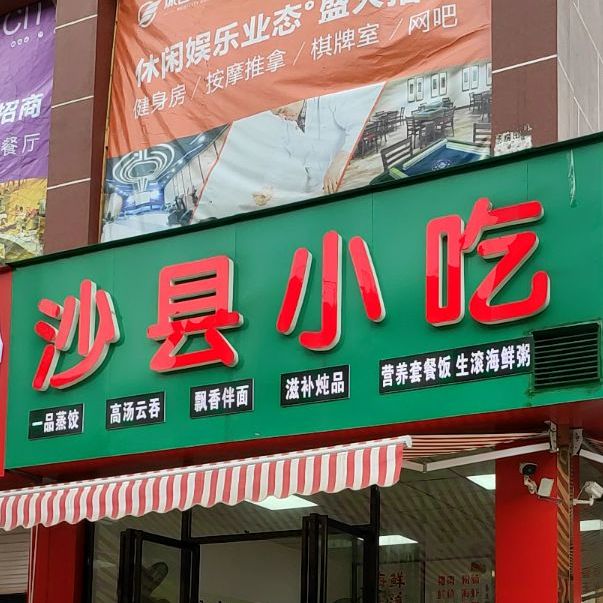 休闲娱乐业态
健身房/按摩推拿/棋牌室/网吧
招商
餐厅
沙县小吃
一品蒸饺 高汤云吞 飘香伴面 滋补炖品 营养套餐饭 生滚海鲜粥
海鲜